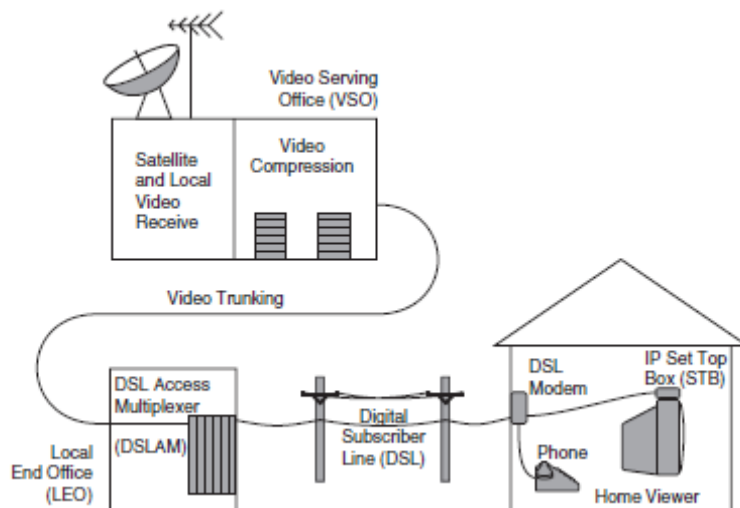 Video Serving
Office (VSO)
Satellite
and Local
Video
Receive
Video
Compression
Video Trunking
DSL Access
Multiplexer
(DSLAM)
Local
End Office
(LEO)
Digital
Subscriber
Line (DSL)
DSL
Modem
IP Set Top
Box (STB)
Phone
Home Viewer